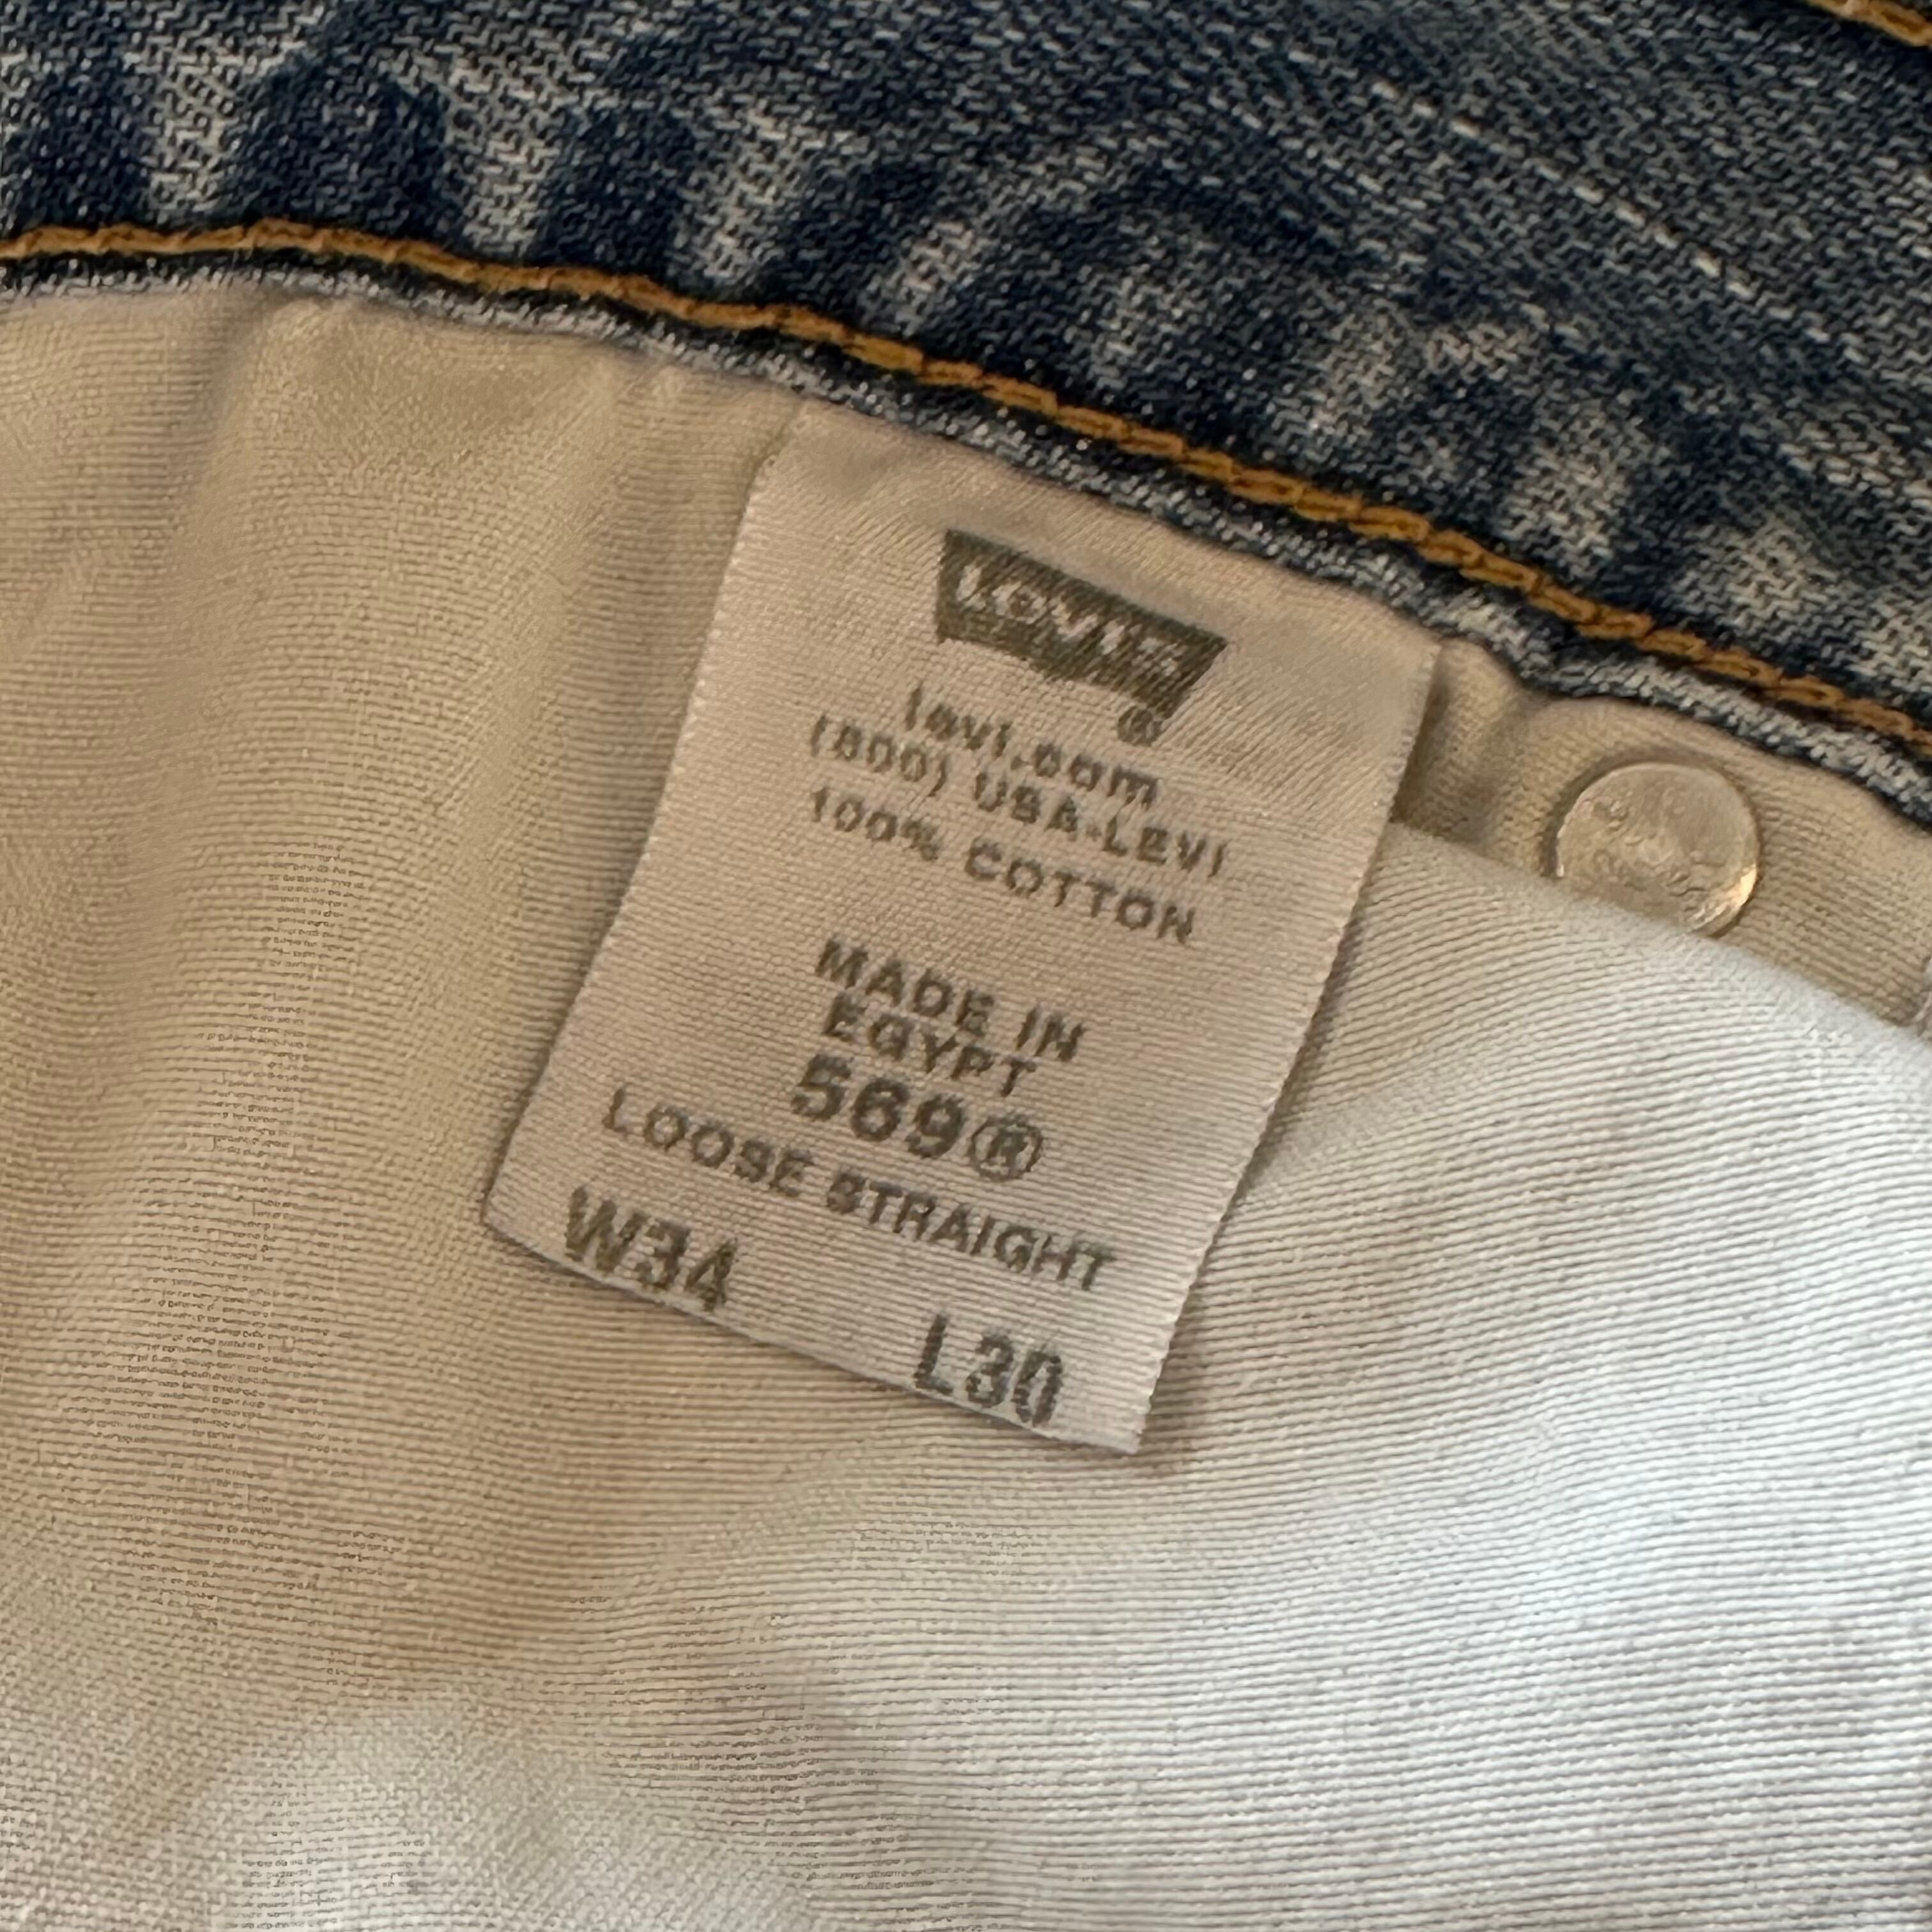 Levi's
®
levi.com
(800) USA-LEVI
100% COTTON
MADE IN
EGYPT
569®
LOOSE STRAIGHT
W34 L30